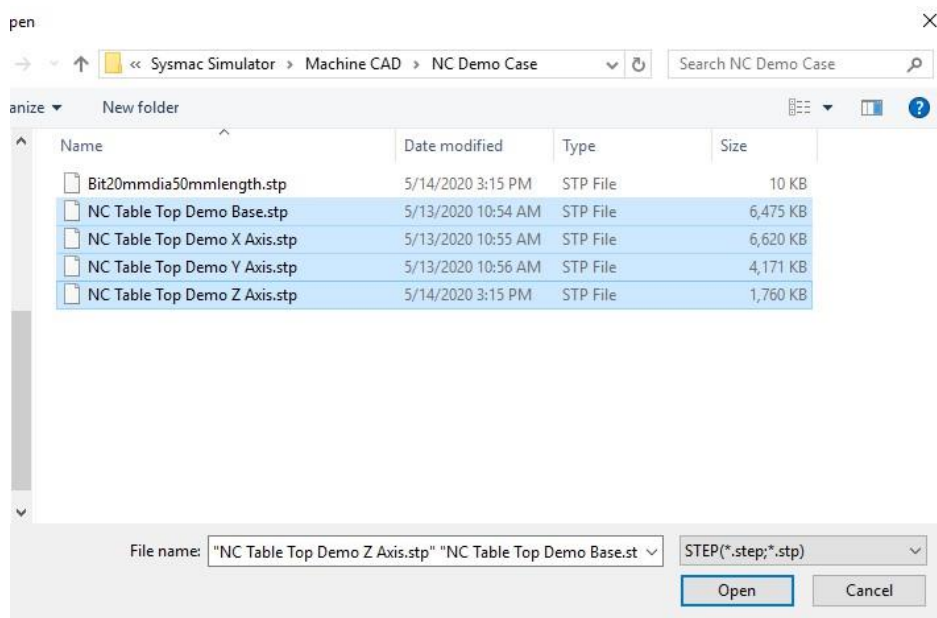 pen
« Sysmac Simulator > Machine CAD > NC Demo Case Search NC Demo Case
anize New folder
Name Date modified Type Size
Bit20mmdia50mmlength.stp 5/14/2020 3:15 PM STP File 10 KB
NC Table Top Demo Base.stp 5/13/2020 10:54 AM STP File 6,475 KB
NC Table Top Demo X Axis.stp 5/13/2020 10:55 AM STP File 6,620 KB
NC Table Top Demo Y Axis.stp 5/13/2020 10:56 AM STP File 4,171 KB
NC Table Top Demo Z Axis.stp 5/14/2020 3:15 PM STP File 1,760 KB
File name: "NC Table Top Demo Z Axis.stp" "NC Table Top Demo Base.st STEP(*.step;*.stp)
Open Cancel